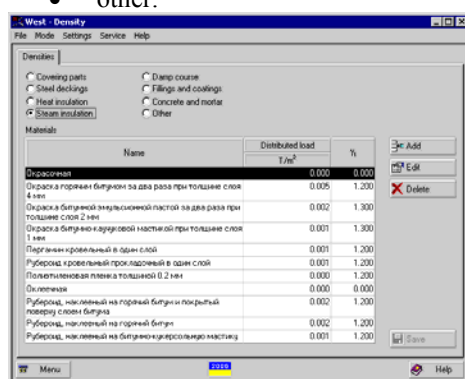 • other.
West - Density
File Mode Settings Service Help
Densities
Covering parts
Damp course
Steel deckings
Fillings and coatings
Heat insulation
Concrete and mortar
Steam insulation
Other
Materials
Name
Distributed load
T/m²
Add
Edit
Delete
Окрасочная 0.000 0.000
Окраска горячим битумом за два раза при толщине слоя
4 мм 0.005 1.200
Окраска битумной эмульсионной пастой за два раза при
толщине слоя 2 мм 0.002 1.300
Окраска битумно-каучуковой мастикой при толщине слоя
1 мм 0.001 1.300
Пергамин кровельный в один слой 0.001 1.200
Рубероид кровельный прокладочный в один слой 0.001 1.200
Полиэтиленовая пленка толщиной 0.2 мм 0.000 1.200
Оклеечная 0.000 0.000
Рубероид, наклееный на горячий битум и покрытый
поверху слоем битума 0.002 1.200
Рубероид, наклееный на горячий битум 0.002 1.200
Рубероид, наклееный на битумно-кукерсольную мастику 0.001 1.200
Save
Menu
Help